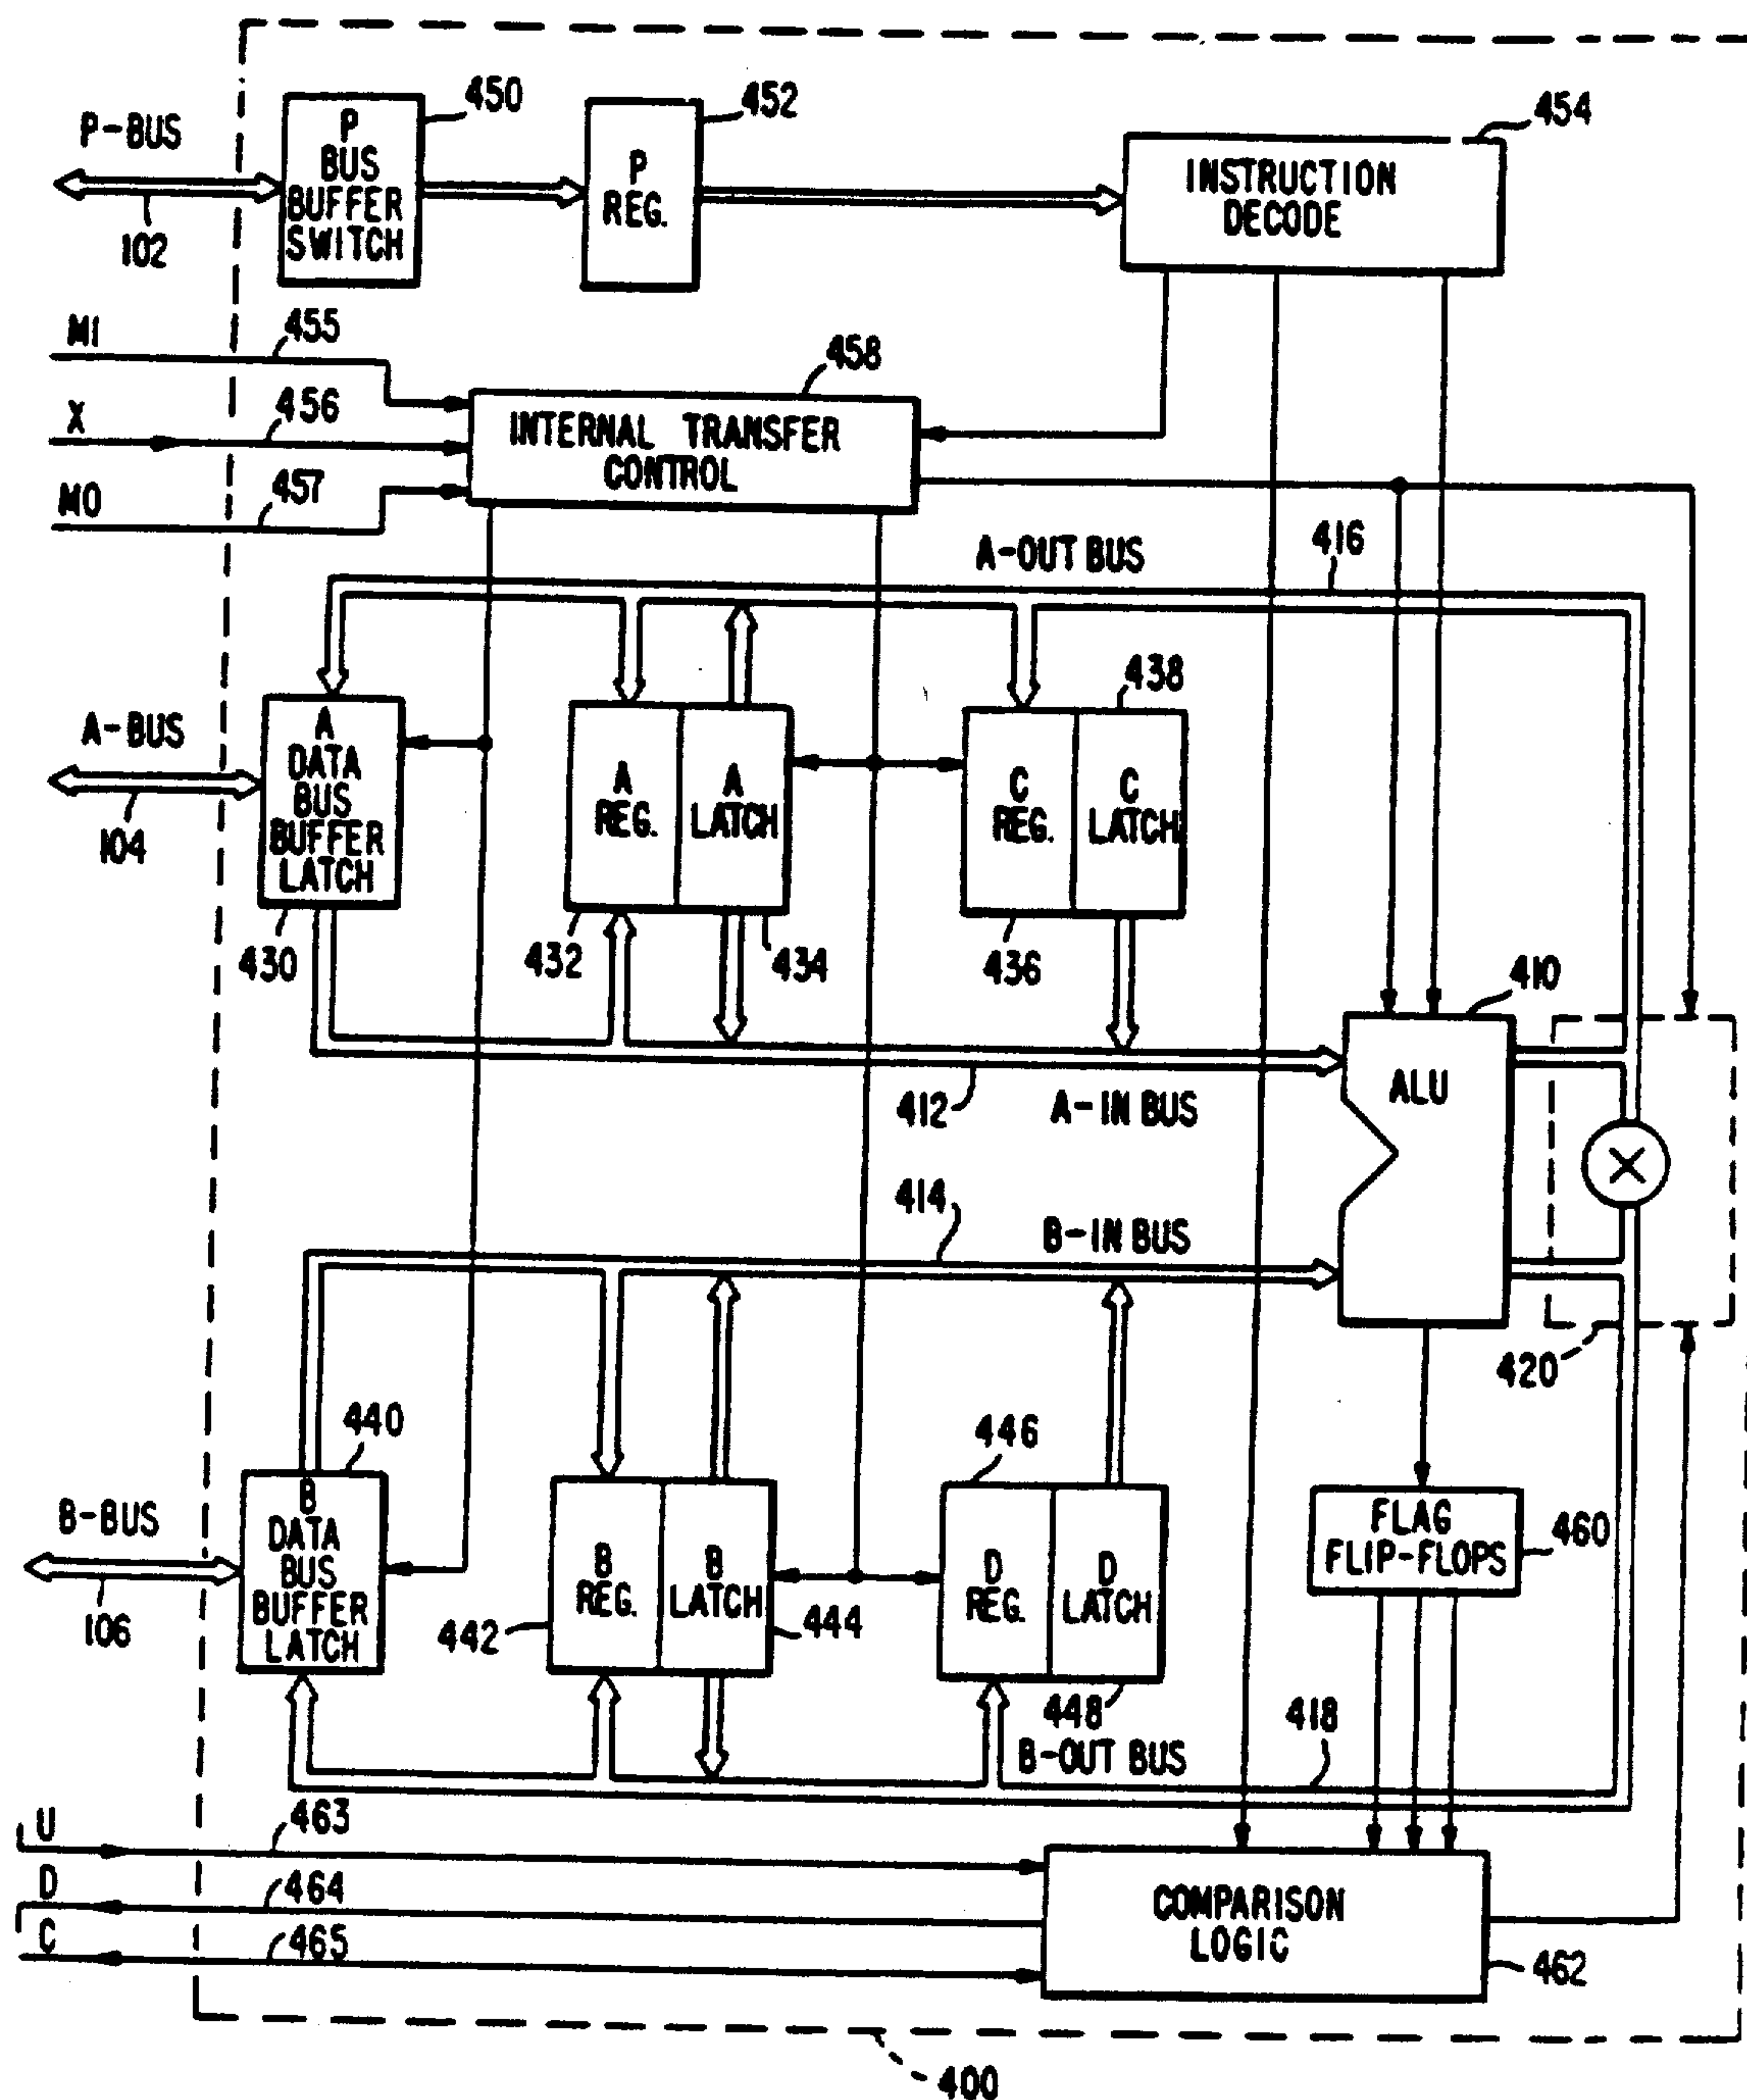 450
452
454
P-BUS
P
BUS
BUFFER
SWITCH
P
REG.
INSTRUCTION
DECODE
102
M1
455
458
X
456
INTERNAL TRANSFER
CONTROL
M0
457
A-OUT BUS
416
438
A-BUS
A
DATA
BUS
BUFFER
LATCH
A
REG.
A
LATCH
C
REG.
C
LATCH
104
430
432
434
436
410
ALU
412
A-IN BUS
414
B-IN BUS
420
440
446
B-BUS
B
DATA
BUS
BUFFER
LATCH
B
REG.
B
LATCH
D
REG.
D
LATCH
FLAG
FLIP-FLOPS
460
106
442
444
448
418
B-OUT BUS
U
463
D
464
C
465
COMPARISON
LOGIC
462
400